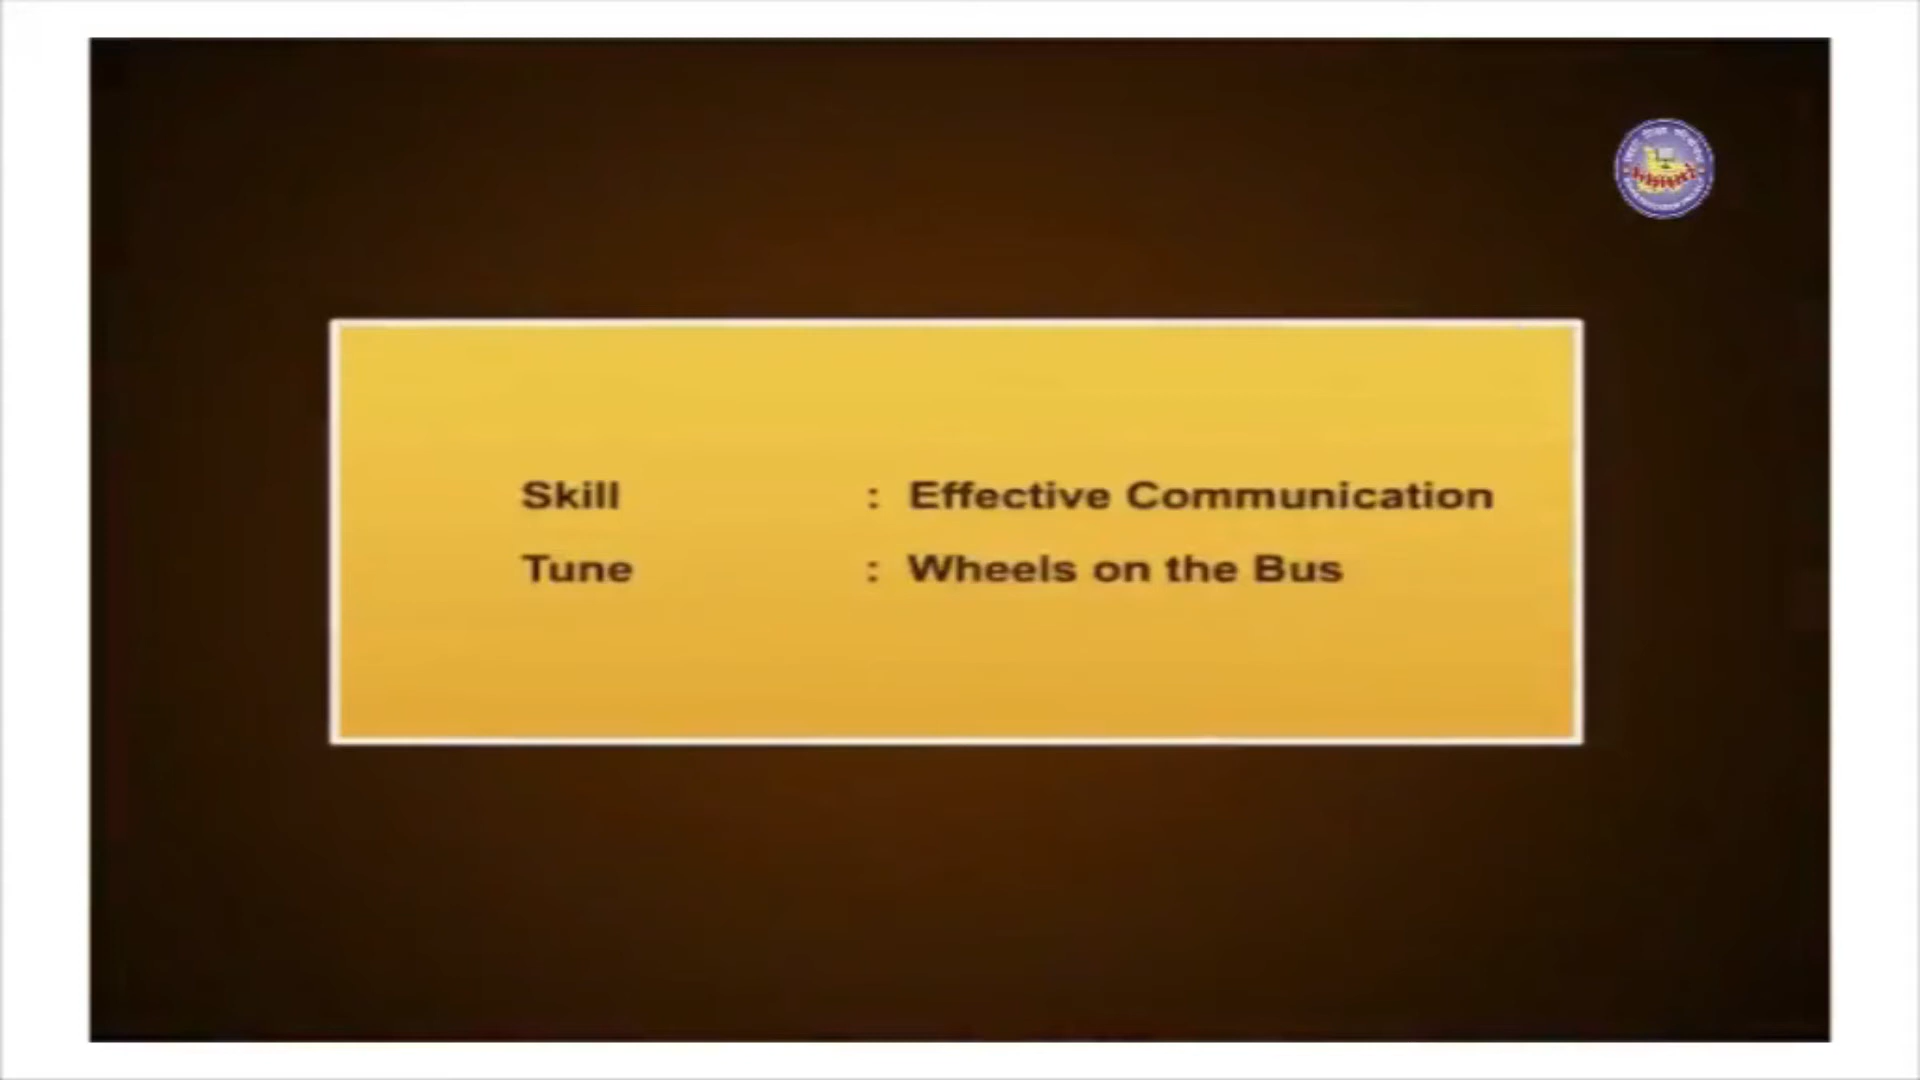 Skill : Effective Communication
Tune : Wheels on the Bus